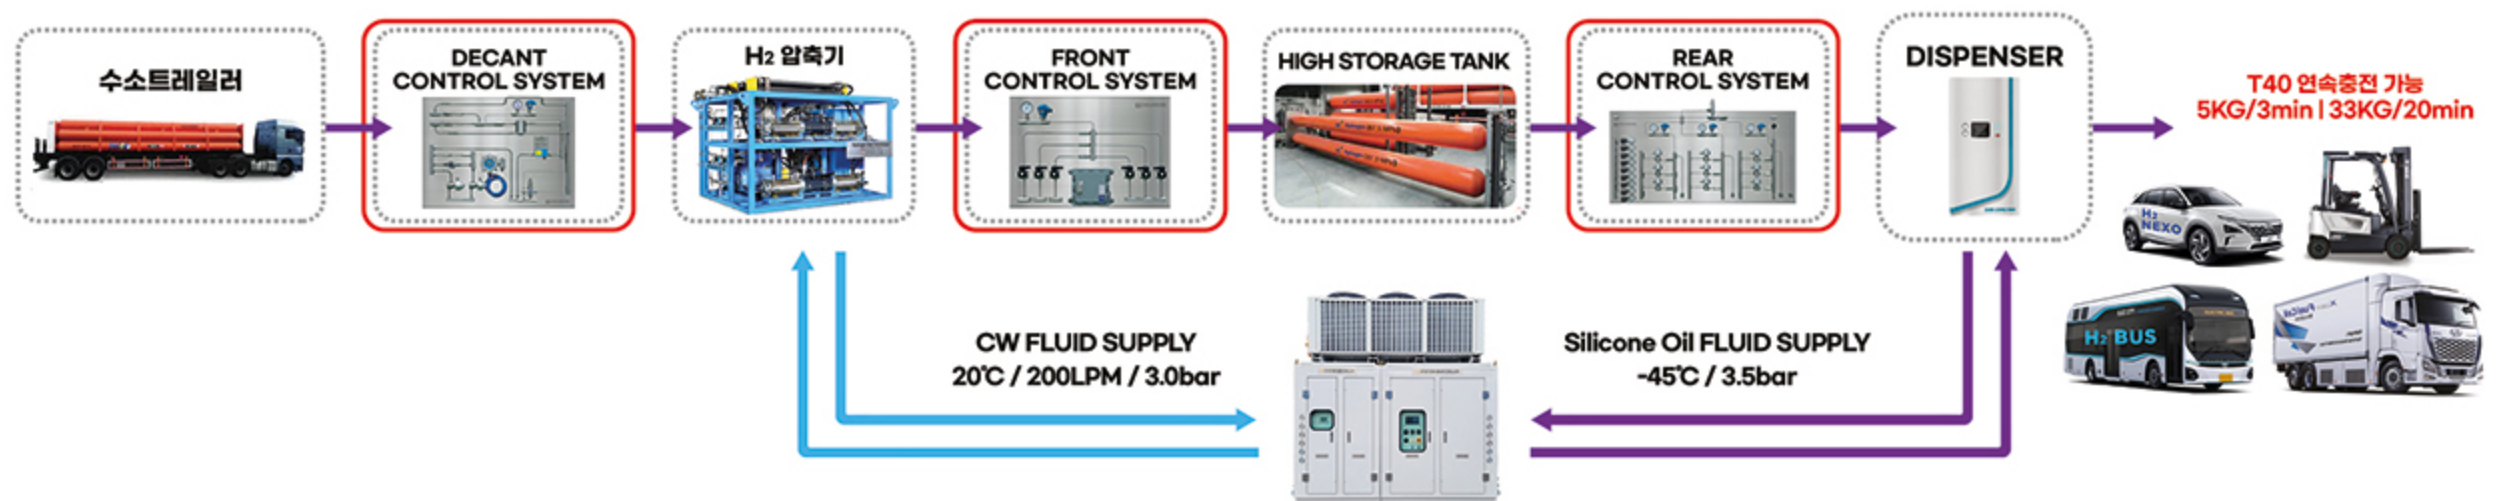 수소트레일러
DECANT
CONTROL SYSTEM
H₂ 압축기
FRONT
CONTROL SYSTEM
HIGH STORAGE TANK
REAR
CONTROL SYSTEM
DISPENSER
T40 연속충전 가능
5KG/3min | 33KG/20min
H₂
NEXO
H₂ BUS
CW FLUID SUPPLY
20℃ / 200LPM / 3.0bar
Silicone Oil FLUID SUPPLY
-45℃ / 3.5bar